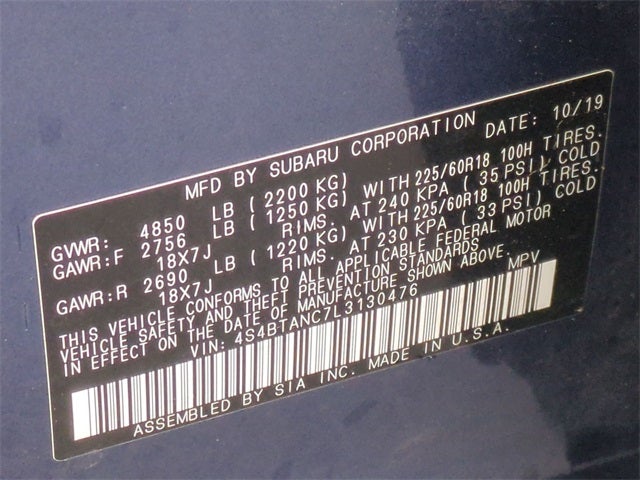 MFD BY SUBARU CORPORATION DATE: 10/19
GVWR: 4850 LB (2200 KG)
GAWR:F 2756 LB (1250 KG) WITH 225/60R18 100H TIRES.
18X7J RIMS. AT 240 KPA ( 35 PSI) COLD
GAWR:R 2690 LB (1220 KG) WITH 225/60R18 100H TIRES.
18X7J RIMS. AT 230 KPA ( 33 PSI) COLD
THIS VEHICLE CONFORMS TO ALL APPLICABLE FEDERAL MOTOR
VEHICLE SAFETY AND THEFT PREVENTION STANDARDS
IN EFFECT ON THE DATE OF MANUFACTURE SHOWN ABOVE.
VIN: 4S4BTANC7L3130476 MPV
ASSEMBLED BY SIA INC. MADE IN U.S.A.